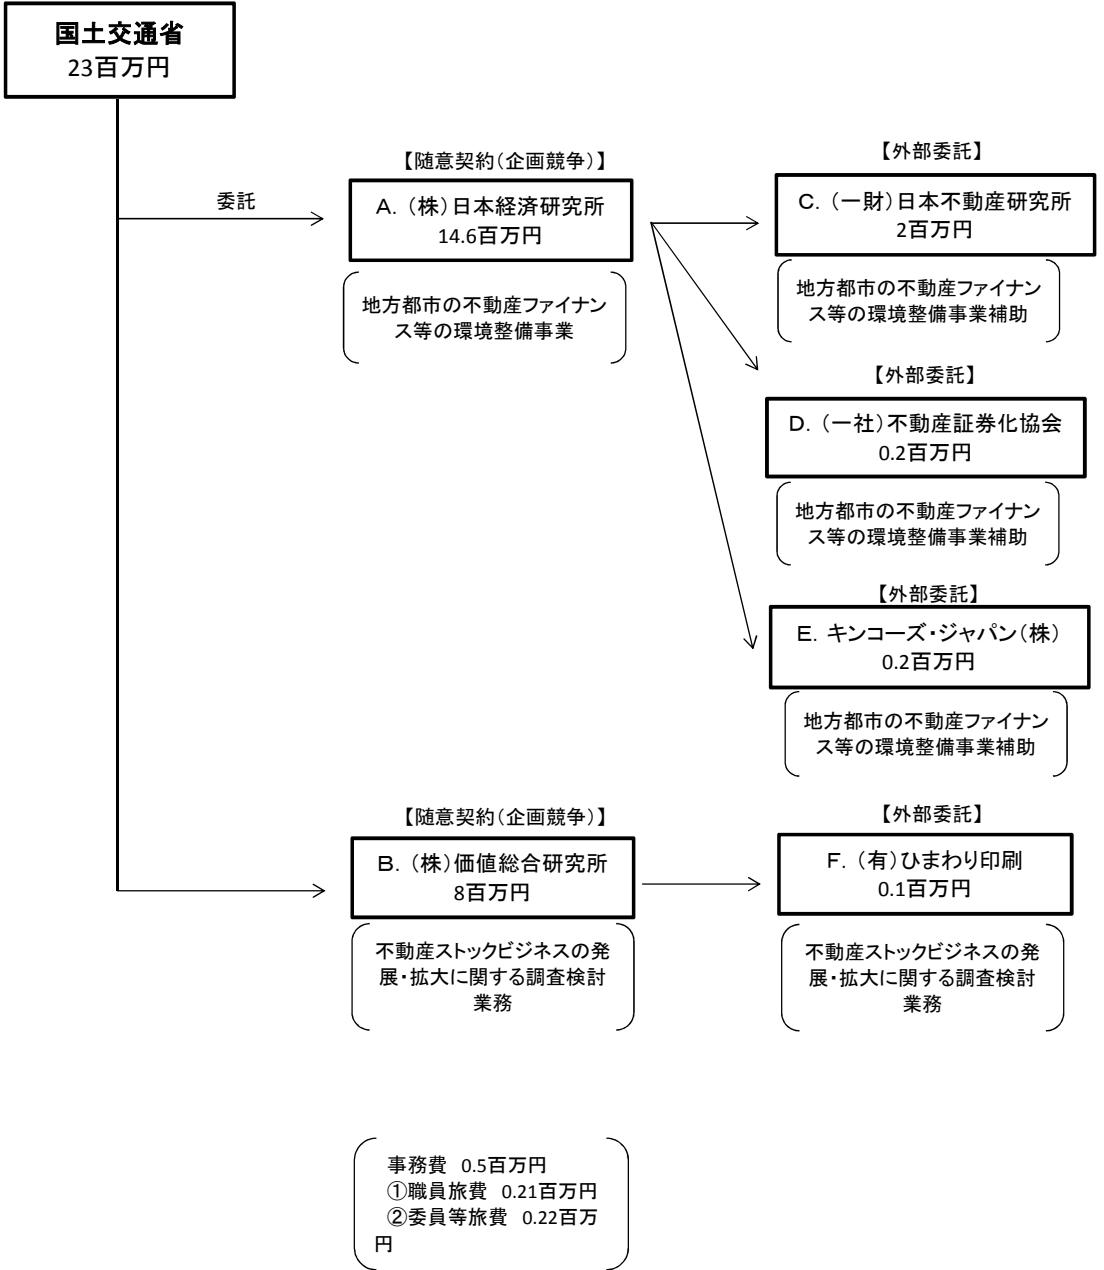 国土交通省
23百万円
委託
【随意契約(企画競争)】
A. (株)日本経済研究所
14.6百万円
地方都市の不動産ファイナン
ス等の環境整備事業
【外部委託】
C. (一財)日本不動産研究所
2百万円
地方都市の不動産ファイナン
ス等の環境整備事業補助
【外部委託】
D. (一社)不動産証券化協会
0.2百万円
地方都市の不動産ファイナン
ス等の環境整備事業補助
【外部委託】
E. キンコーズ・ジャパン(株)
0.2百万円
地方都市の不動産ファイナン
ス等の環境整備事業補助
【随意契約(企画競争)】
B. (株)価値総合研究所
8百万円
不動産ストックビジネスの発
展・拡大に関する調査検討
業務
【外部委託】
F. (有)ひまわり印刷
0.1百万円
不動産ストックビジネスの発
展・拡大に関する調査検討
業務
事務費 0.5百万円
①職員旅費 0.21百万円
②委員等旅費 0.22百万
円